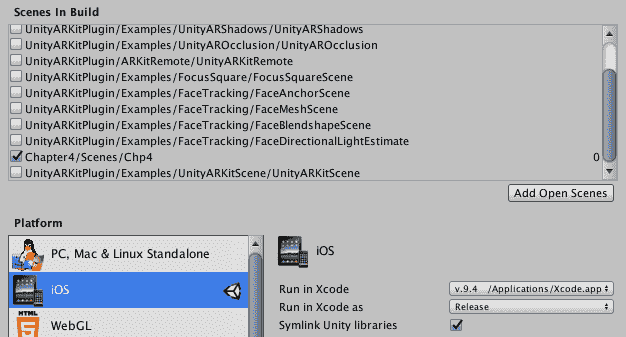 Scenes In Build
UnityARKitPlugin/Examples/UnityARShadows/UnityARShadows
UnityARKitPlugin/Examples/UnityAROcclusion/UnityAROcclusion
UnityARKitPlugin/ARKitRemote/UnityARKitRemote
UnityARKitPlugin/Examples/FocusSquare/FocusSquareScene
UnityARKitPlugin/Examples/FaceTracking/FaceAnchorScene
UnityARKitPlugin/Examples/FaceTracking/FaceMeshScene
UnityARKitPlugin/Examples/FaceTracking/FaceBlendshapeScene
UnityARKitPlugin/Examples/FaceTracking/FaceDirectionalLightEstimate
Chapter4/Scenes/Chp4 0
UnityARKitPlugin/Examples/UnityARKitScene/UnityARKitScene
Add Open Scenes
Platform
PC, Mac & Linux Standalone
iOS
HTML
5
WebGL
iOS
Run in Xcode v.9.4 /Applications/Xcode.app
Run in Xcode as Release
Symlink Unity libraries